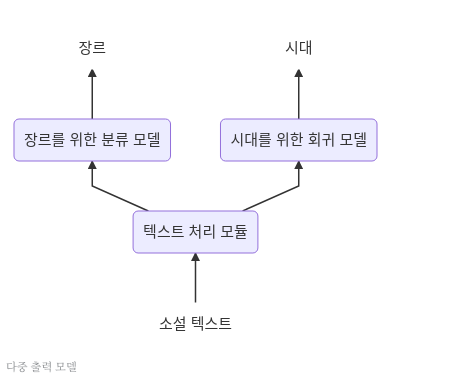 장르
시대
장르를 위한 분류 모델
시대를 위한 회귀 모델
텍스트 처리 모듈
소설 텍스트
다중 출력 모델